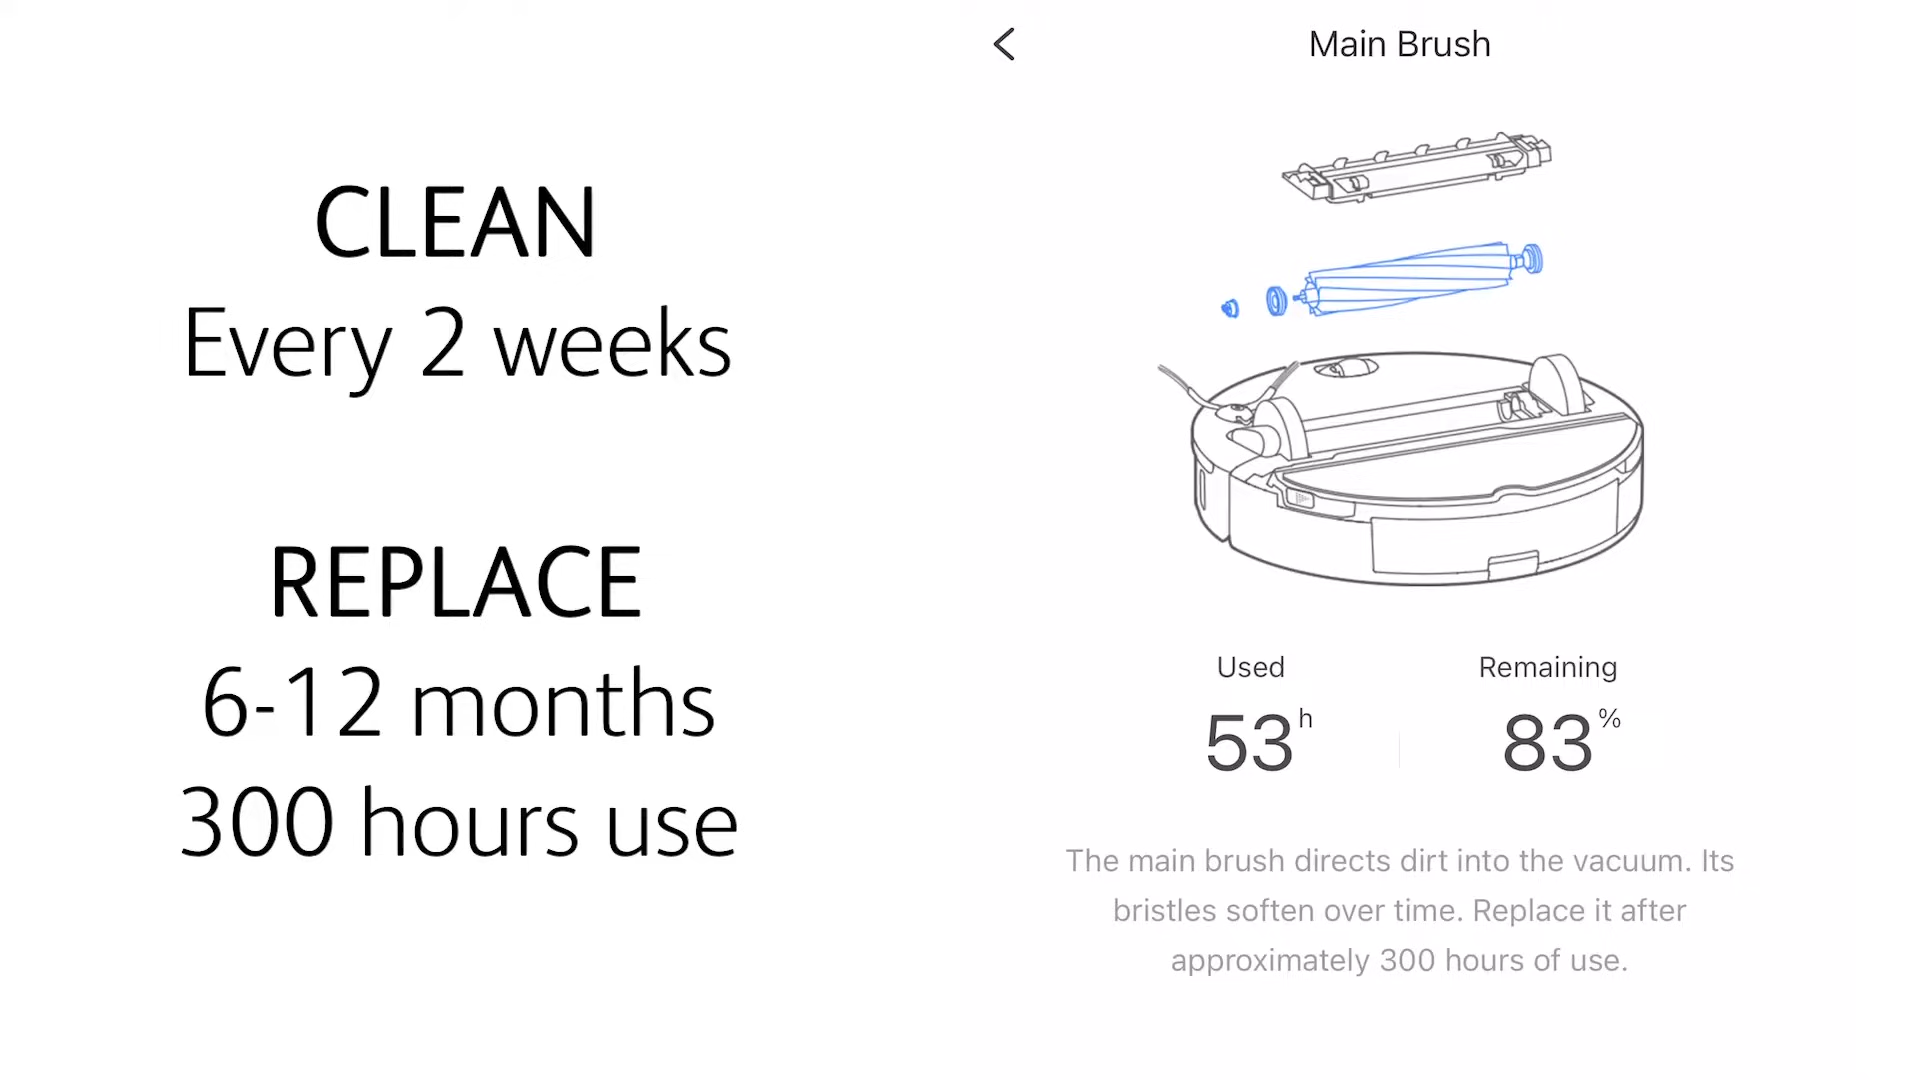 CLEAN
Every 2 weeks
REPLACE
6-12 months
300 hours use
Main Brush
Used
53 h
Remaining
83 %
The main brush directs dirt into the vacuum. Its
bristles soften over time. Replace it after
approximately 300 hours of use.